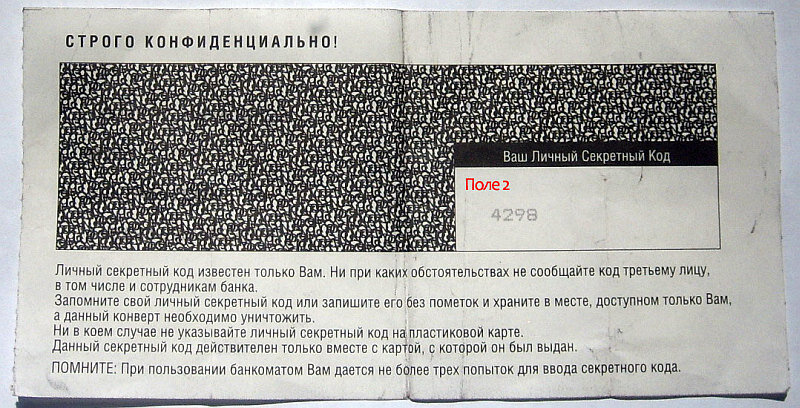 СТРОГО КОНФИДЕНЦИАЛЬНО!
Ваш Личный Секретный Код
Поле 2
4298
Личный секретный код известен только Вам. Ни при каких обстоятельствах не сообщайте код третьему лицу,
в том числе и сотрудникам банка.
Запомните свой личный секретный код или запишите его без пометок и храните в месте, доступном только Вам,
а данный конверт необходимо уничтожить.
Ни в коем случае не указывайте личный секретный код на пластиковой карте.
Данный секретный код действителен только вместе с картой, с которой он был выдан.
ПОМНИТЕ: При пользовании банкоматом Вам дается не более трех попыток для ввода секретного кода.